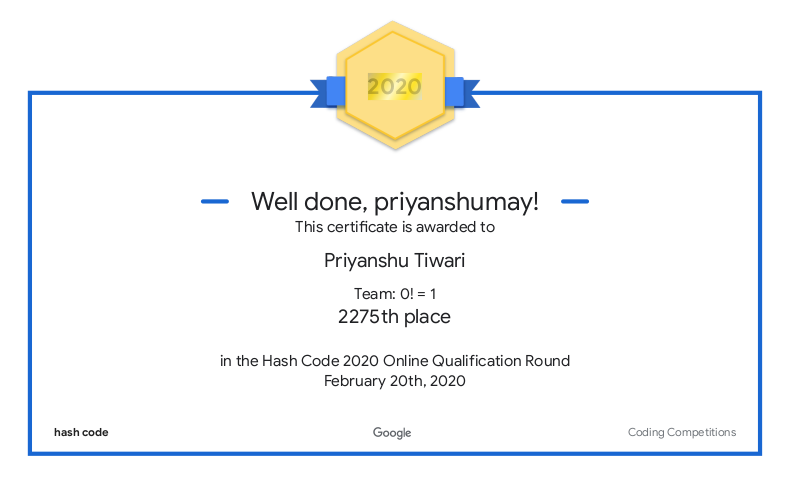 2020
Well done, priyanshumay!
This certificate is awarded to
Priyanshu Tiwari
Team: 0! = 1
2275th place
in the Hash Code 2020 Online Qualification Round
February 20th, 2020
hash code
Google
Coding Competitions